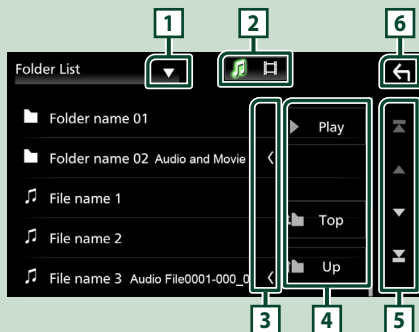 1 2 6
Folder List
Folder name 01
Play
Folder name 02 Audio and Movie
File name 1
File name 2
Top
File name 3 Audio File0001-000_0
Up
3 4 5